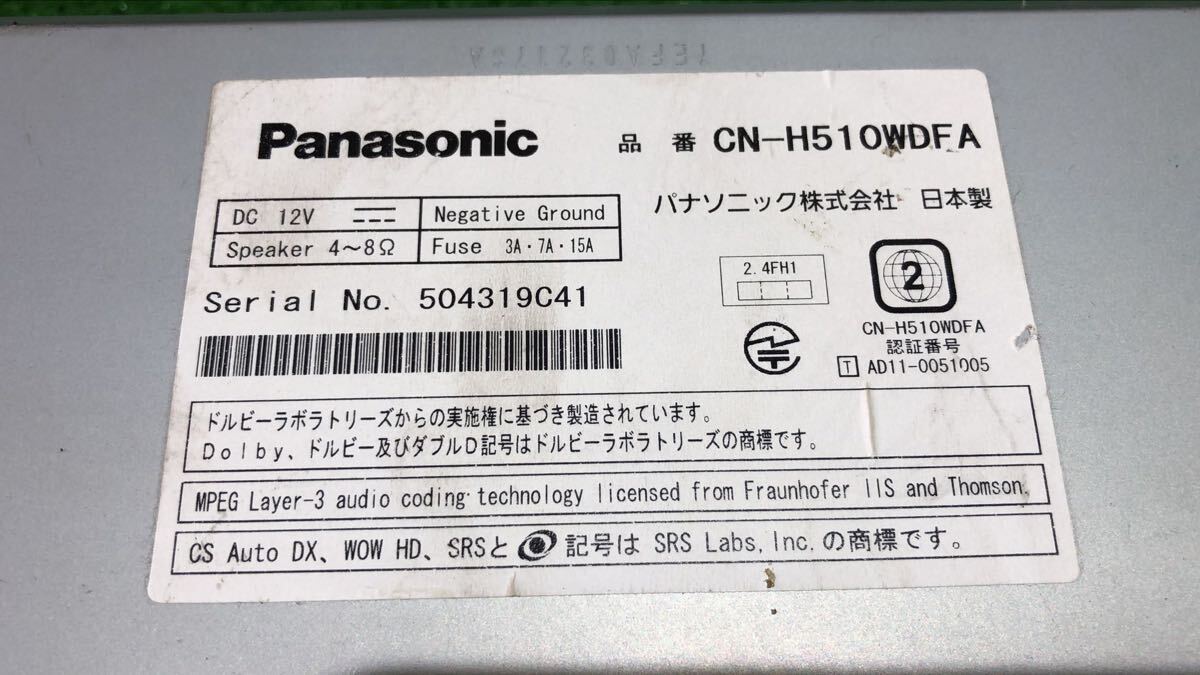 Panasonic 品 番 CN-H510WDFA
パナソニック株式会社 日本製
DC 12V Negative Ground
Speaker 4～8Ω Fuse 3A・7A・15A
2.4FH1
2
Serial No. 504319C41
CN-H510WDFA
認証番号
T AD11-0051005
ドルビーラボラトリーズからの実施権に基づき製造されています。
Dolby、ドルビー及びダブルD記号はドルビーラボラトリーズの商標です。
MPEG Layer-3 audio coding technology licensed from Fraunhofer IIS and Thomson.
CS Auto DX、WOW HD、SRSと記号は SRS Labs, Inc. の商標です。